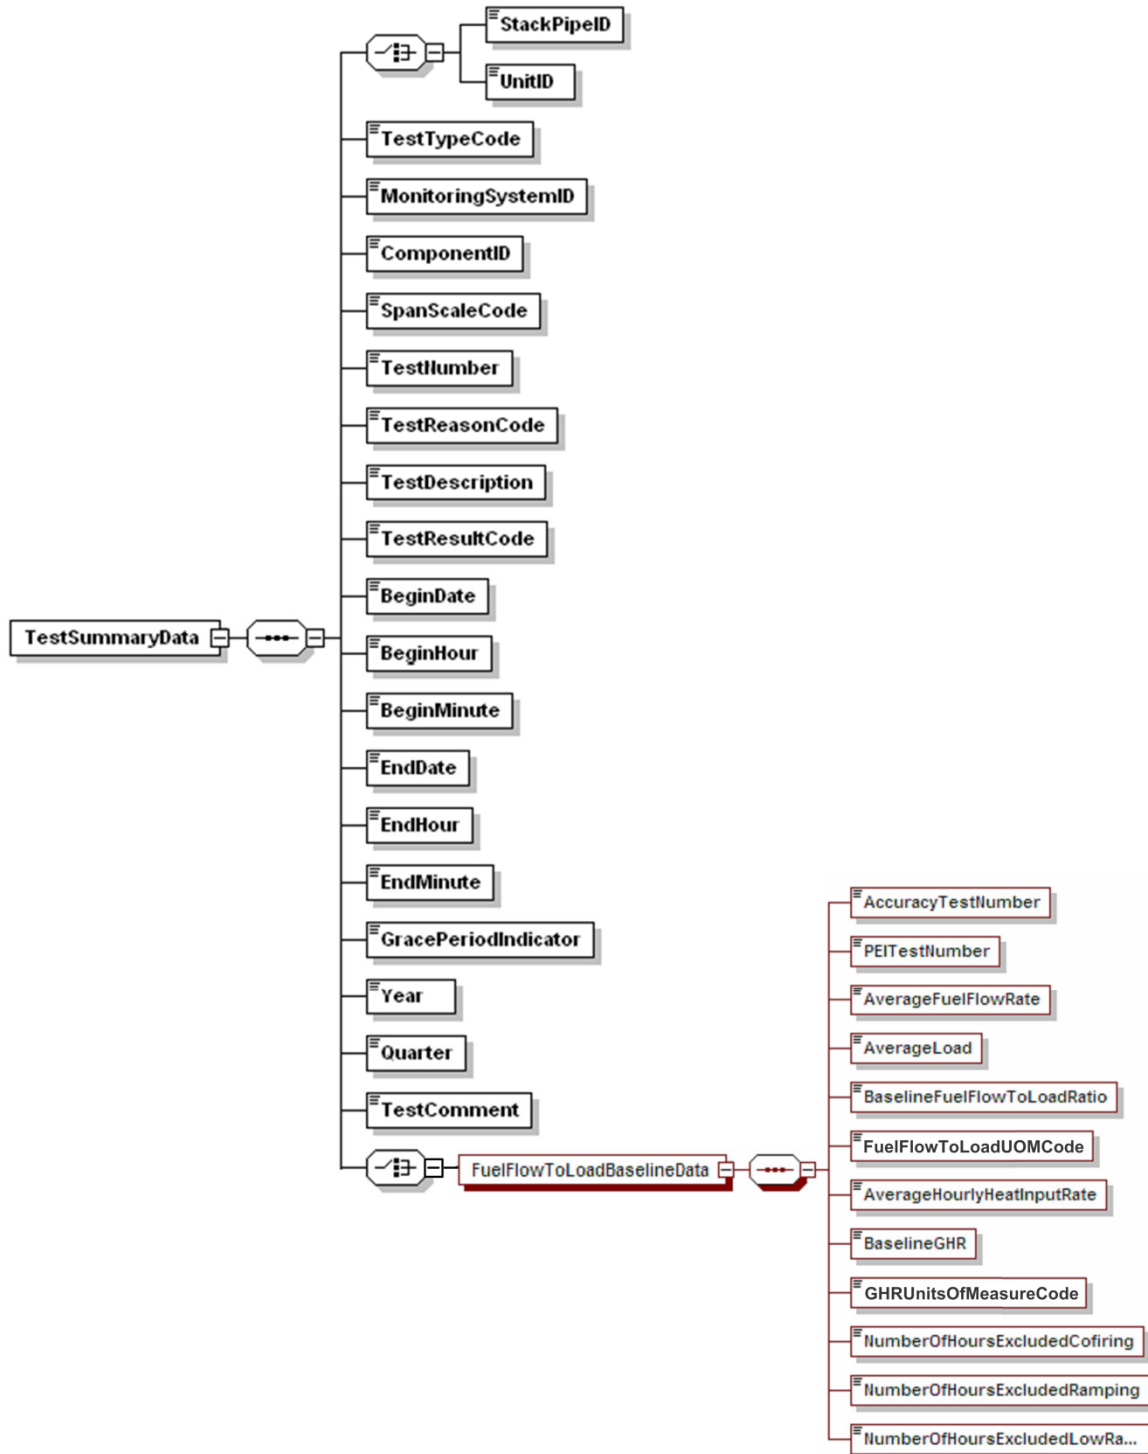 StackPipeID
UnitID
TestTypeCode
MonitoringSystemID
ComponentID
SpanScaleCode
TestNumber
TestReasonCode
TestDescription
TestResultCode
BeginDate
TestSummaryData
BeginHour
BeginMinute
EndDate
EndHour
EndMinute
GracePeriodIndicator
Year
Quarter
TestComment
FuelFlowToLoadBaselineData
AccuracyTestNumber
PEITestNumber
AverageFuelFlowRate
AverageLoad
BaselineFuelFlowToLoadRatio
FuelFlowToLoadUOMCode
AverageHourlyHeatInputRate
BaselineGHR
GHRUnitsOfMeasureCode
NumberOfHoursExcludedCofiring
NumberOfHoursExcludedRamping
NumberOfHoursExcludedLowRa...